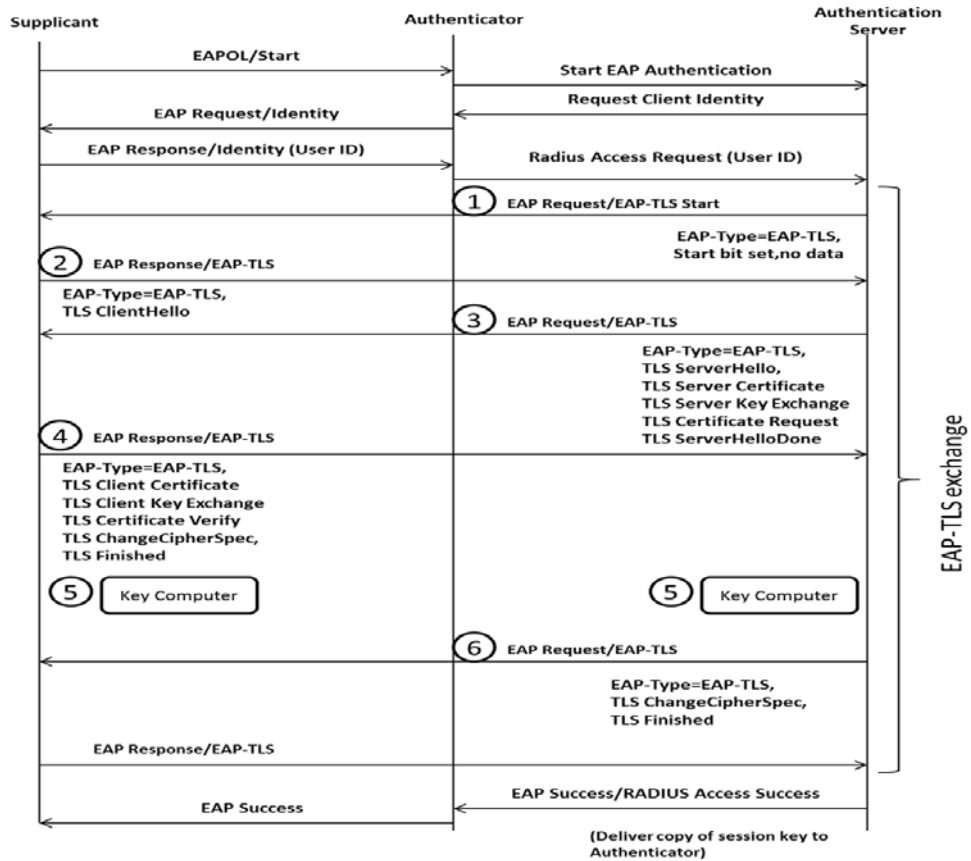 Supplicant
Authenticator
Authentication
Server
EAPOL/Start
Start EAP Authentication
Request Client Identity
EAP Request/Identity
EAP Response/Identity (User ID)
Radius Access Request (User ID)
1 EAP Request/EAP-TLS Start
EAP-Type=EAP-TLS,
Start bit set,no data
2 EAP Response/EAP-TLS
EAP-Type=EAP-TLS,
TLS ClientHello
3 EAP Request/EAP-TLS
EAP-Type=EAP-TLS,
TLS ServerHello,
TLS Server Certificate
TLS Server Key Exchange
TLS Certificate Request
TLS ServerHelloDone
4 EAP Response/EAP-TLS
EAP-Type=EAP-TLS,
TLS Client Certificate
TLS Client Key Exchange
TLS Certificate Verify
TLS ChangeCipherSpec,
TLS Finished
5 Key Computer
5 Key Computer
6 EAP Request/EAP-TLS
EAP-Type=EAP-TLS,
TLS ChangeCipherSpec,
TLS Finished
EAP Response/EAP-TLS
EAP Success/RADIUS Access Success
EAP Success
(Deliver copy of session key to
Authenticator)
EAP-TLS exchange